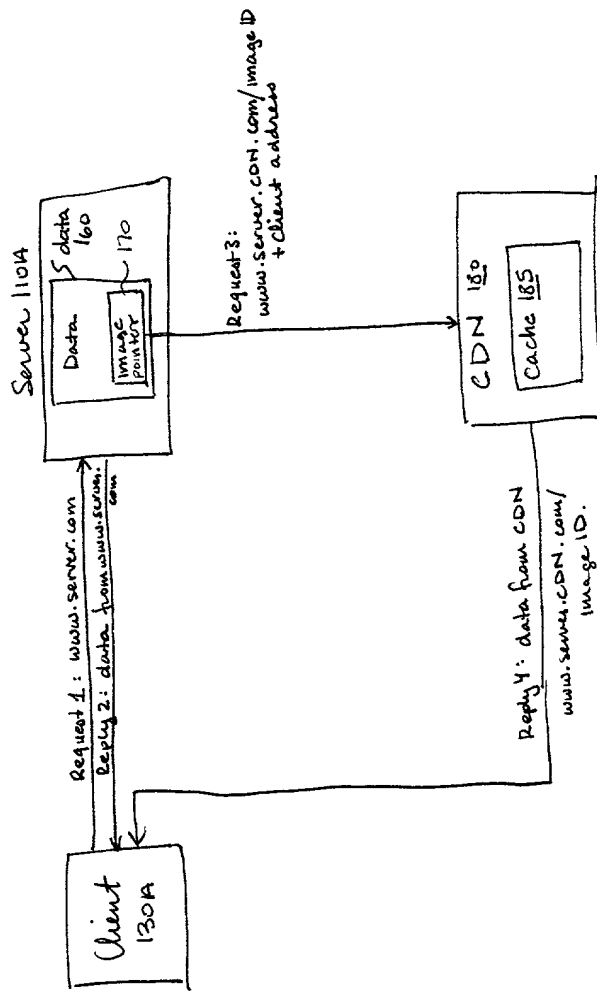 Server 110A
Data
data
160
Image
pointer
170
Request 1: www.server.com
Reply 2: data from www.server.
com
Client
130A
Request 3:
www.server.CDN.com/image ID
+ Client address
CDN 180
Cache 185
Reply 4: data from CDN
www.server.CDN.com/
Image ID.